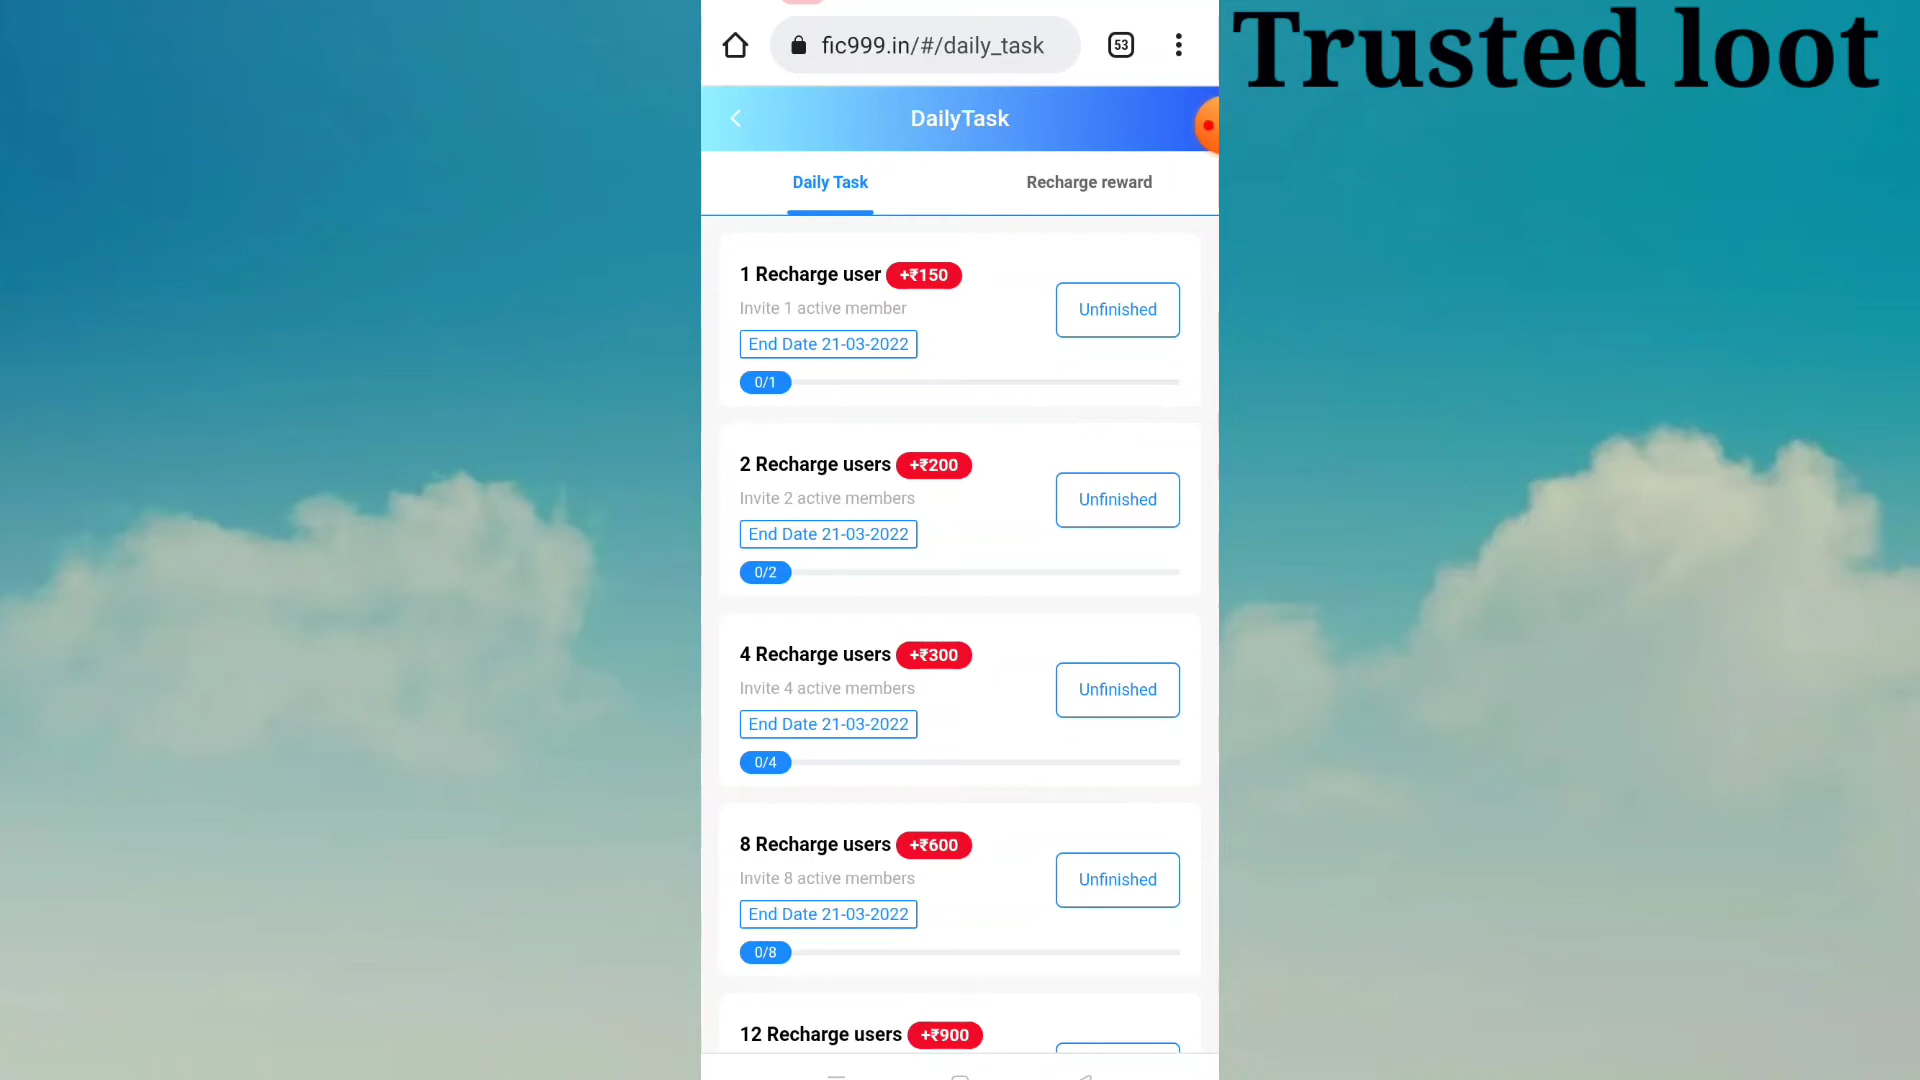 Trusted loot
fic999.in/#/daily_task
53
DailyTask
Daily Task
Recharge reward
1 Recharge user +₹150
Invite 1 active member
Unfinished
End Date 21-03-2022
0/1
2 Recharge users +₹200
Invite 2 active members
Unfinished
End Date 21-03-2022
0/2
4 Recharge users +₹300
Invite 4 active members
Unfinished
End Date 21-03-2022
0/4
8 Recharge users +₹600
Invite 8 active members
Unfinished
End Date 21-03-2022
0/8
12 Recharge users +₹900